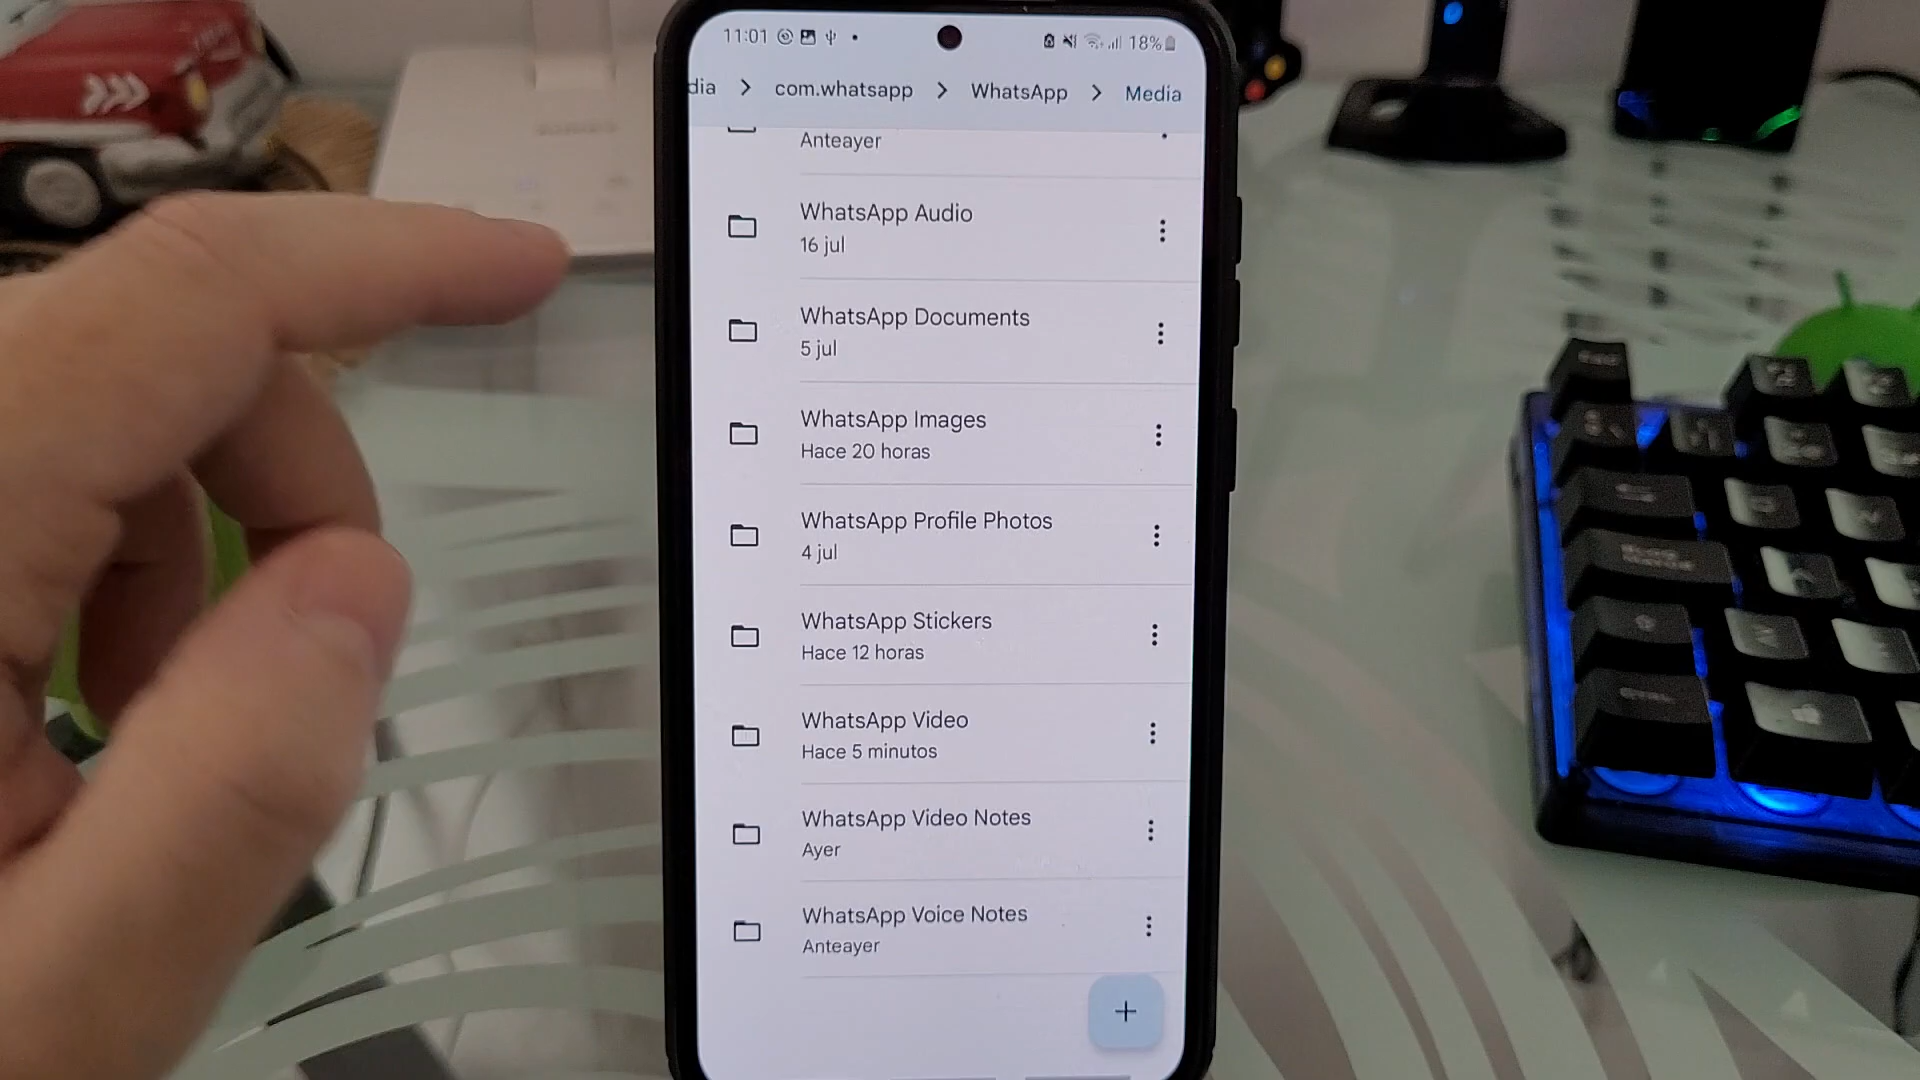 11:01 18%
dia > com.whatsapp > WhatsApp > Media
Anteayer
WhatsApp Audio
16 jul
WhatsApp Documents
5 jul
WhatsApp Images
Hace 20 horas
WhatsApp Profile Photos
4 jul
WhatsApp Stickers
Hace 12 horas
WhatsApp Video
Hace 5 minutos
WhatsApp Video Notes
Ayer
WhatsApp Voice Notes
Anteayer
+